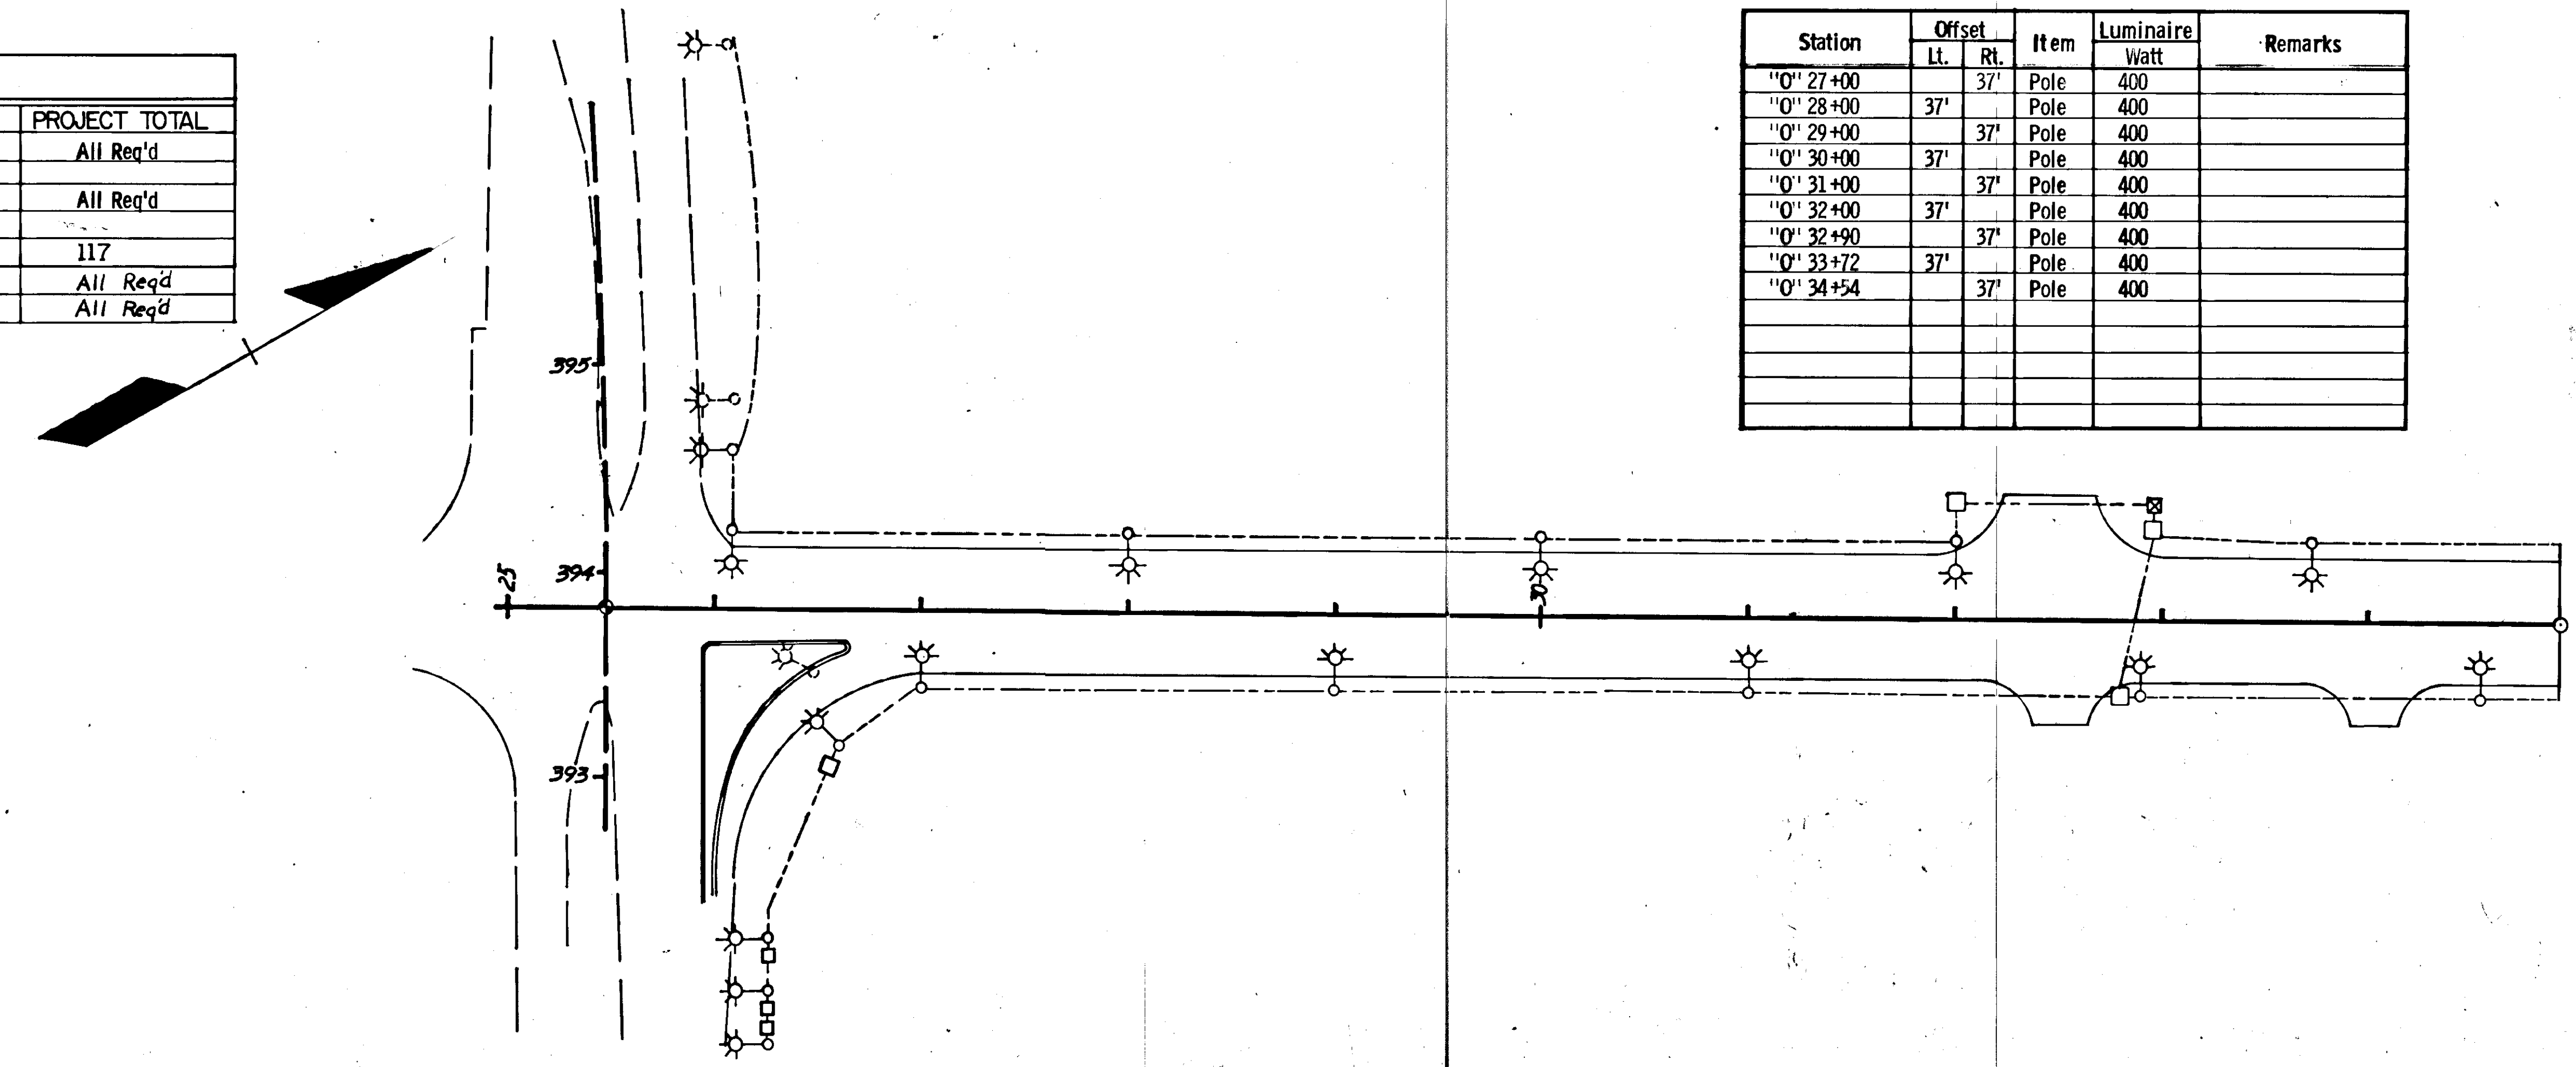 PROJECT TOTAL
All Req'd
All Req'd
117
All Req'd
All Req'd
Station Offset Item Luminaire Remarks
Lt. Rt. Watt
"O" 27+00 37' Pole 400
"O" 28+00 37' Pole 400
"O" 29+00 37' Pole 400
"O" 30+00 37' Pole 400
"O" 31+00 37' Pole 400
"O" 32+00 37' Pole 400
"O" 32+90 37' Pole 400
"O" 33+72 37' Pole 400
"O" 34+54 37' Pole 400
395
25
394
30
393